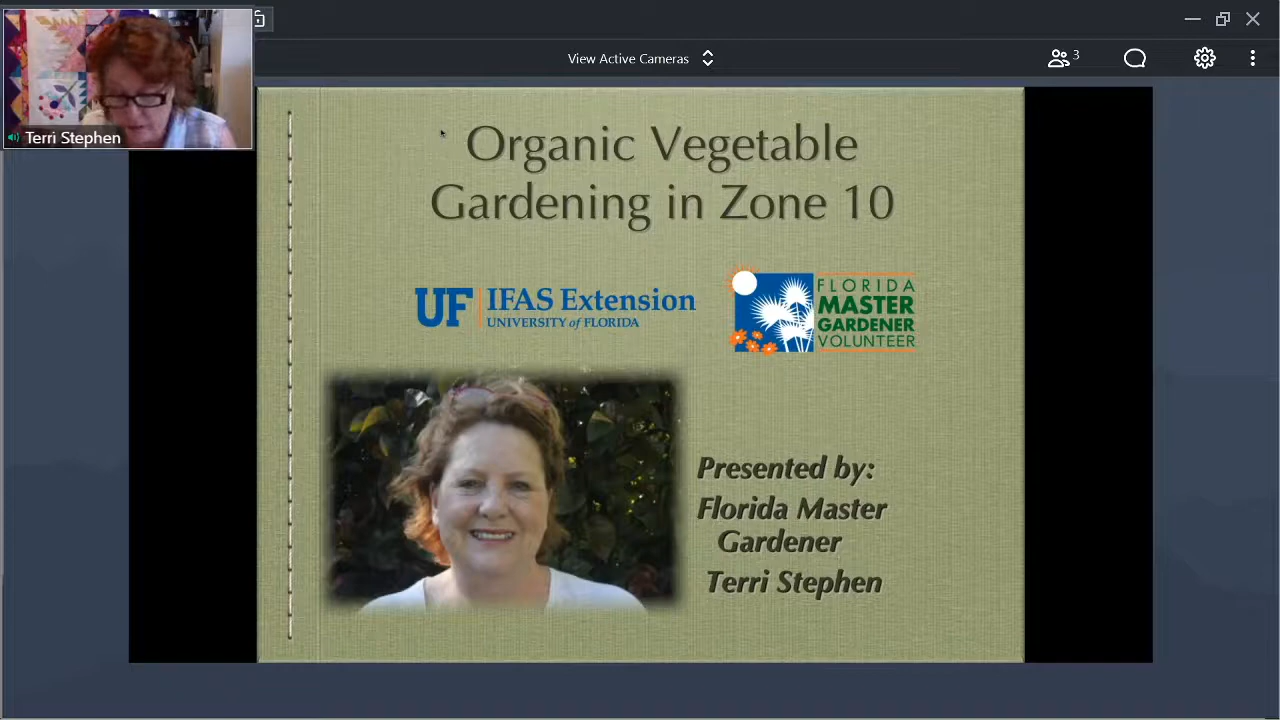 View Active Cameras
3
Terri Stephen
Organic Vegetable
Gardening in Zone 10
UF IFAS Extension
UNIVERSITY of FLORIDA
FLORIDA
MASTER
GARDENER
VOLUNTEER
Presented by:
Florida Master
Gardener
Terri Stephen